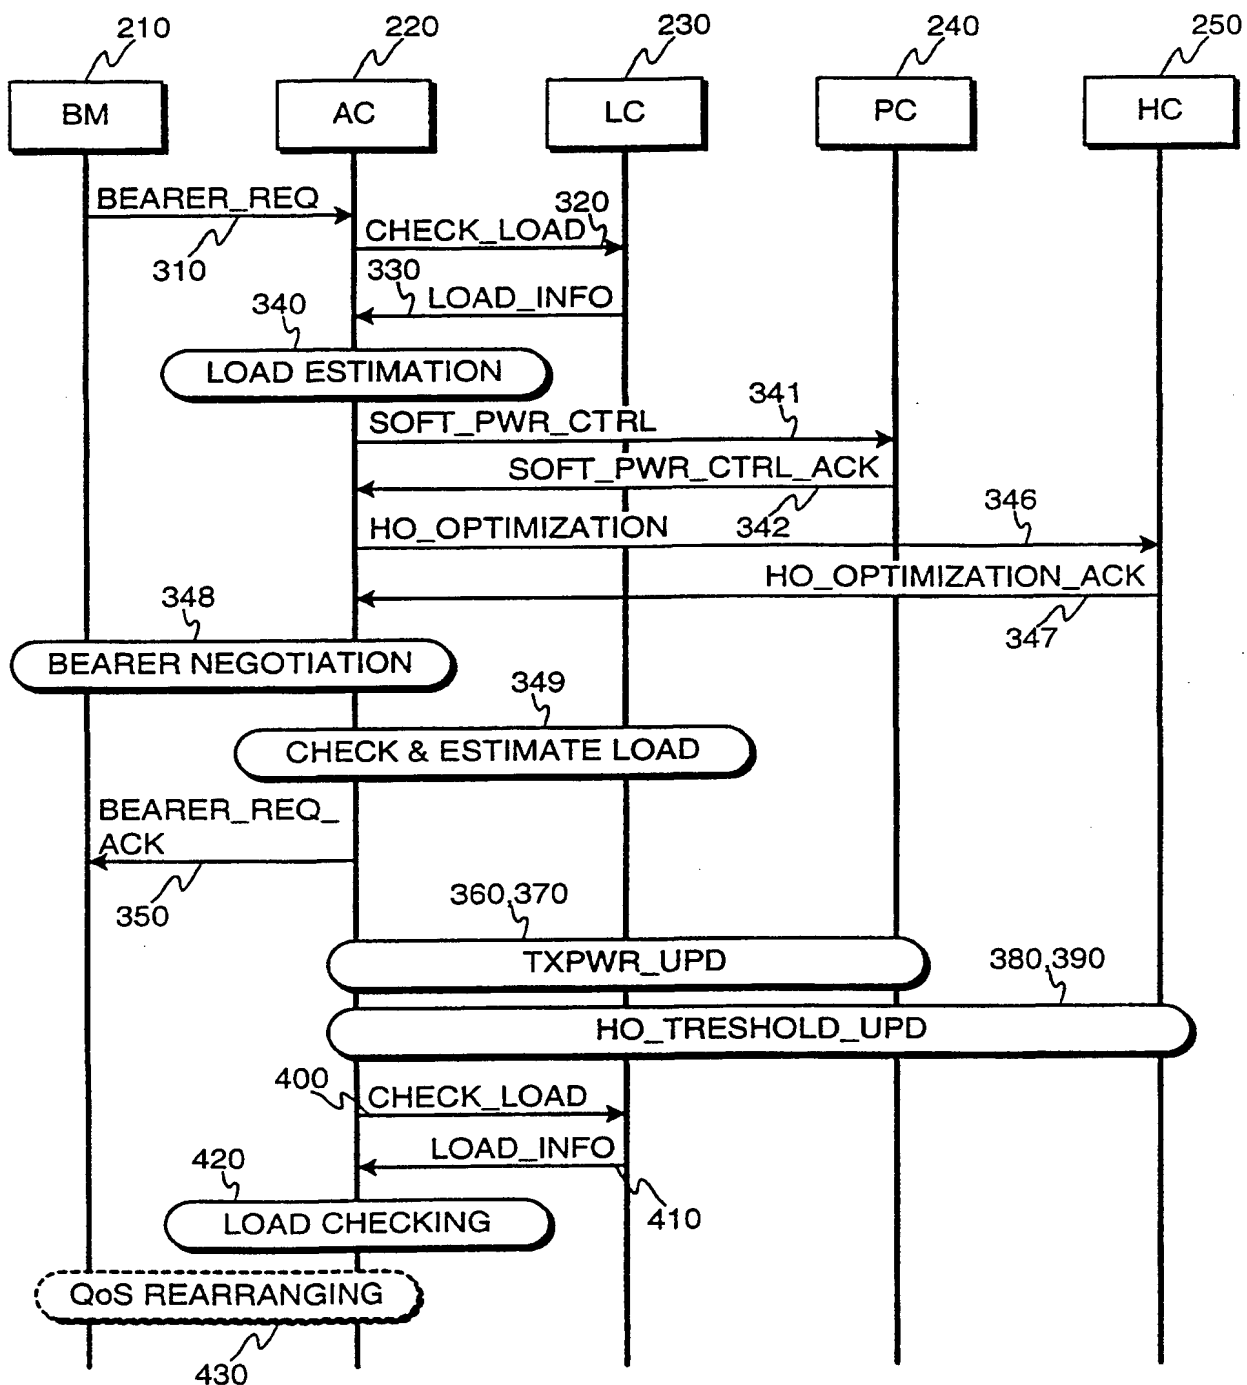 210 220 230 240 250
BM AC LC PC HC
BEARER_REQ
310
CHECK_LOAD
320
330
LOAD_INFO
340
LOAD ESTIMATION
341
SOFT_PWR_CTRL
SOFT_PWR_CTRL_ACK
342
346
HO_OPTIMIZATION
HO_OPTIMIZATION_ACK
347
348
BEARER NEGOTIATION
349
CHECK & ESTIMATE LOAD
BEARER_REQ_
ACK
350
360,370
TXPWR_UPD
380,390
HO_TRESHOLD_UPD
400
CHECK_LOAD
LOAD_INFO
410
420
LOAD CHECKING
QoS REARRANGING
430